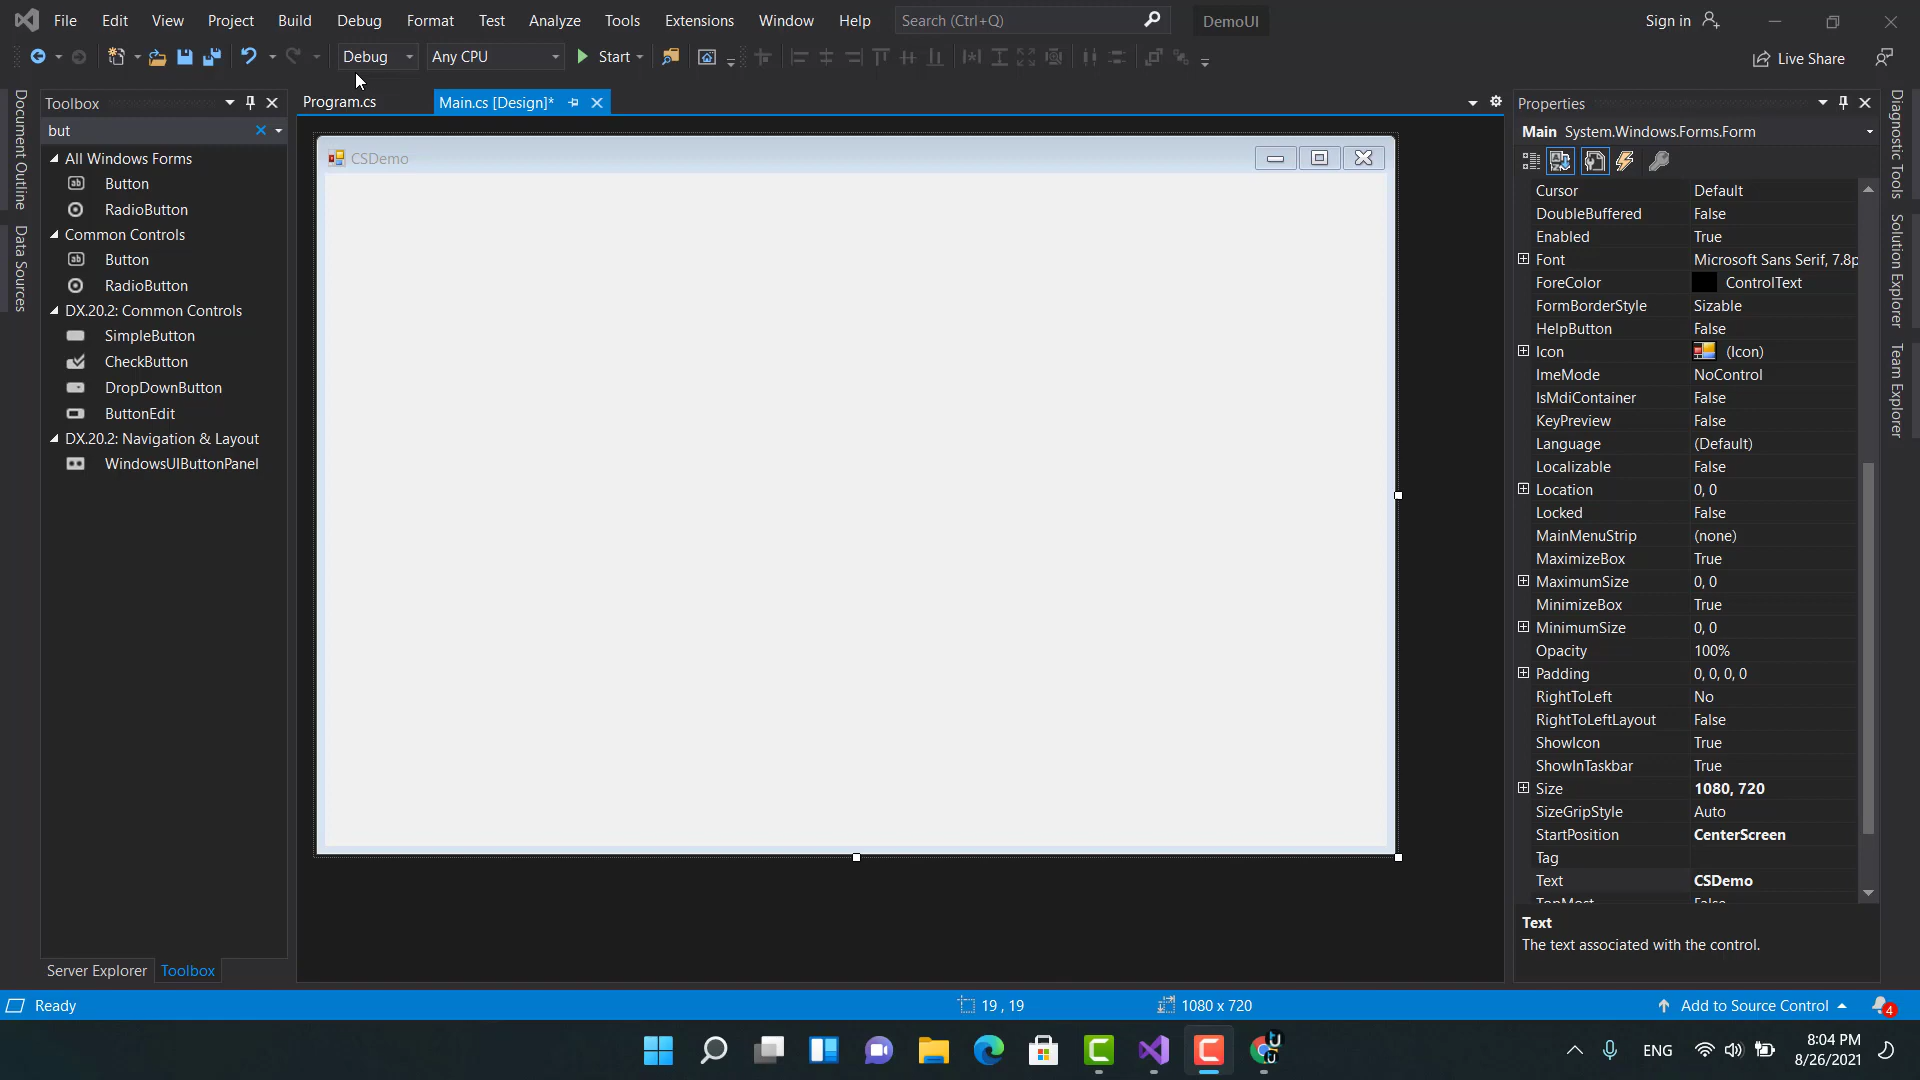 File Edit View Project Build Debug Format Test Analyze Tools Extensions Window Help Search (Ctrl+Q) DemoUI Sign in
Debug Any CPU Start Live Share
Document Outline
Data Sources
Toolbox
but
All Windows Forms
Button
RadioButton
Common Controls
Button
RadioButton
DX.20.2: Common Controls
SimpleButton
CheckButton
DropDownButton
ButtonEdit
DX.20.2: Navigation & Layout
WindowsUIButtonPanel
Server Explorer Toolbox
Program.cs Main.cs [Design]*
CSDemo
Properties
Main System.Windows.Forms.Form
Cursor Default
DoubleBuffered False
Enabled True
Font Microsoft Sans Serif, 7.8p
ForeColor ControlText
FormBorderStyle Sizable
HelpButton False
Icon (Icon)
ImeMode NoControl
IsMdiContainer False
KeyPreview False
Language (Default)
Localizable False
Location 0, 0
Locked False
MainMenuStrip (none)
MaximizeBox True
MaximumSize 0, 0
MinimizeBox True
MinimumSize 0, 0
Opacity 100%
Padding 0, 0, 0, 0
RightToLeft No
RightToLeftLayout False
ShowIcon True
ShowInTaskbar True
Size 1080, 720
SizeGripStyle Auto
StartPosition CenterScreen
Tag
Text CSDemo
TopMost False
Text
The text associated with the control.
Diagnostic Tools
Solution Explorer
Team Explorer
Ready 19 , 19 1080 x 720 Add to Source Control 4
ENG 8:04 PM
8/26/2021